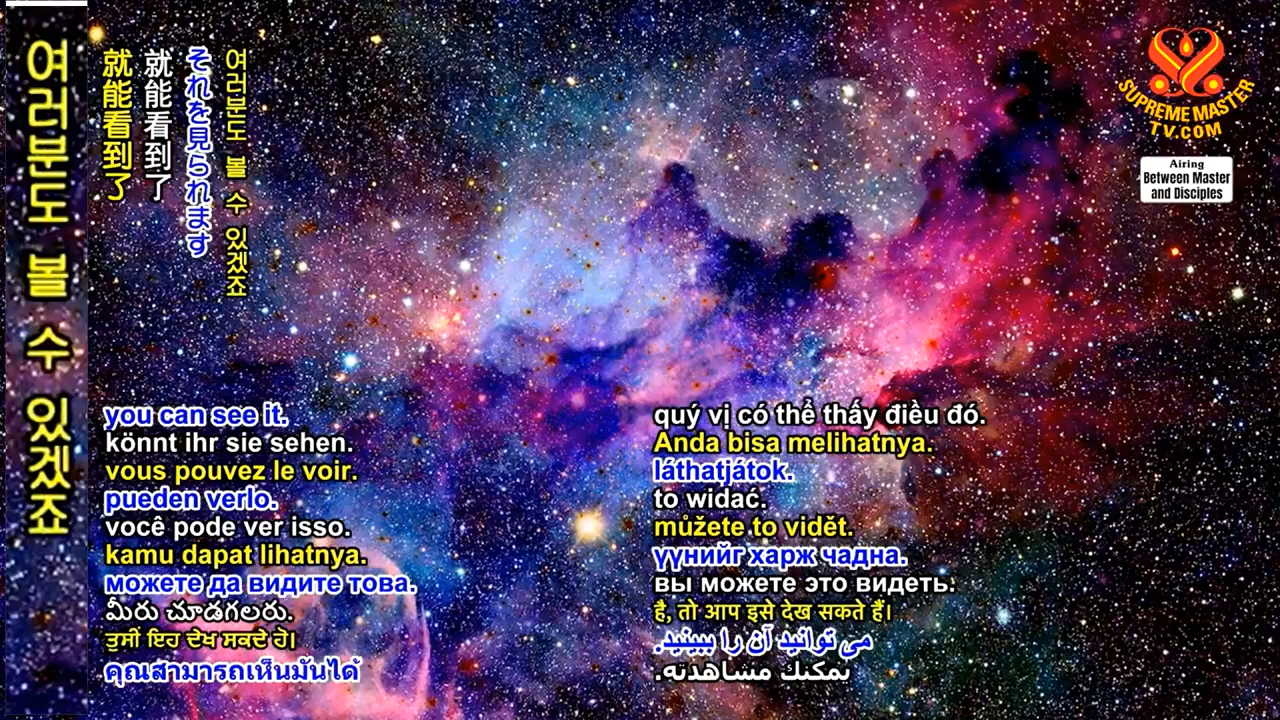 여러분도 볼 수 있겠죠
就能看到了
就能看到了
それを見られます
여러분도 볼 수 있겠죠
SUPREME MASTER
TV.COM
Airing
Between Master
and Disciples
you can see it.
könnt ihr sie sehen.
vous pouvez le voir.
pueden verlo.
você pode ver isso.
kamu dapat lihatnya.
можете да видите това.
మీరు చూడగలరు.
ਤੁਸੀਂ ਇਹ ਦੇਖ ਸਕਦੇ ਹੋ।
คุณสามารถเห็นมันได้
quý vị có thể thấy điều đó.
Anda bisa melihatnya.
láthatjátok.
to widać.
můžete to vidět.
үүнийг харж чадна.
вы можете это видеть.
है, तो आप इसे देख सकते हैं।
می توانید آن را ببینید.
يمكنك مشاهدته.